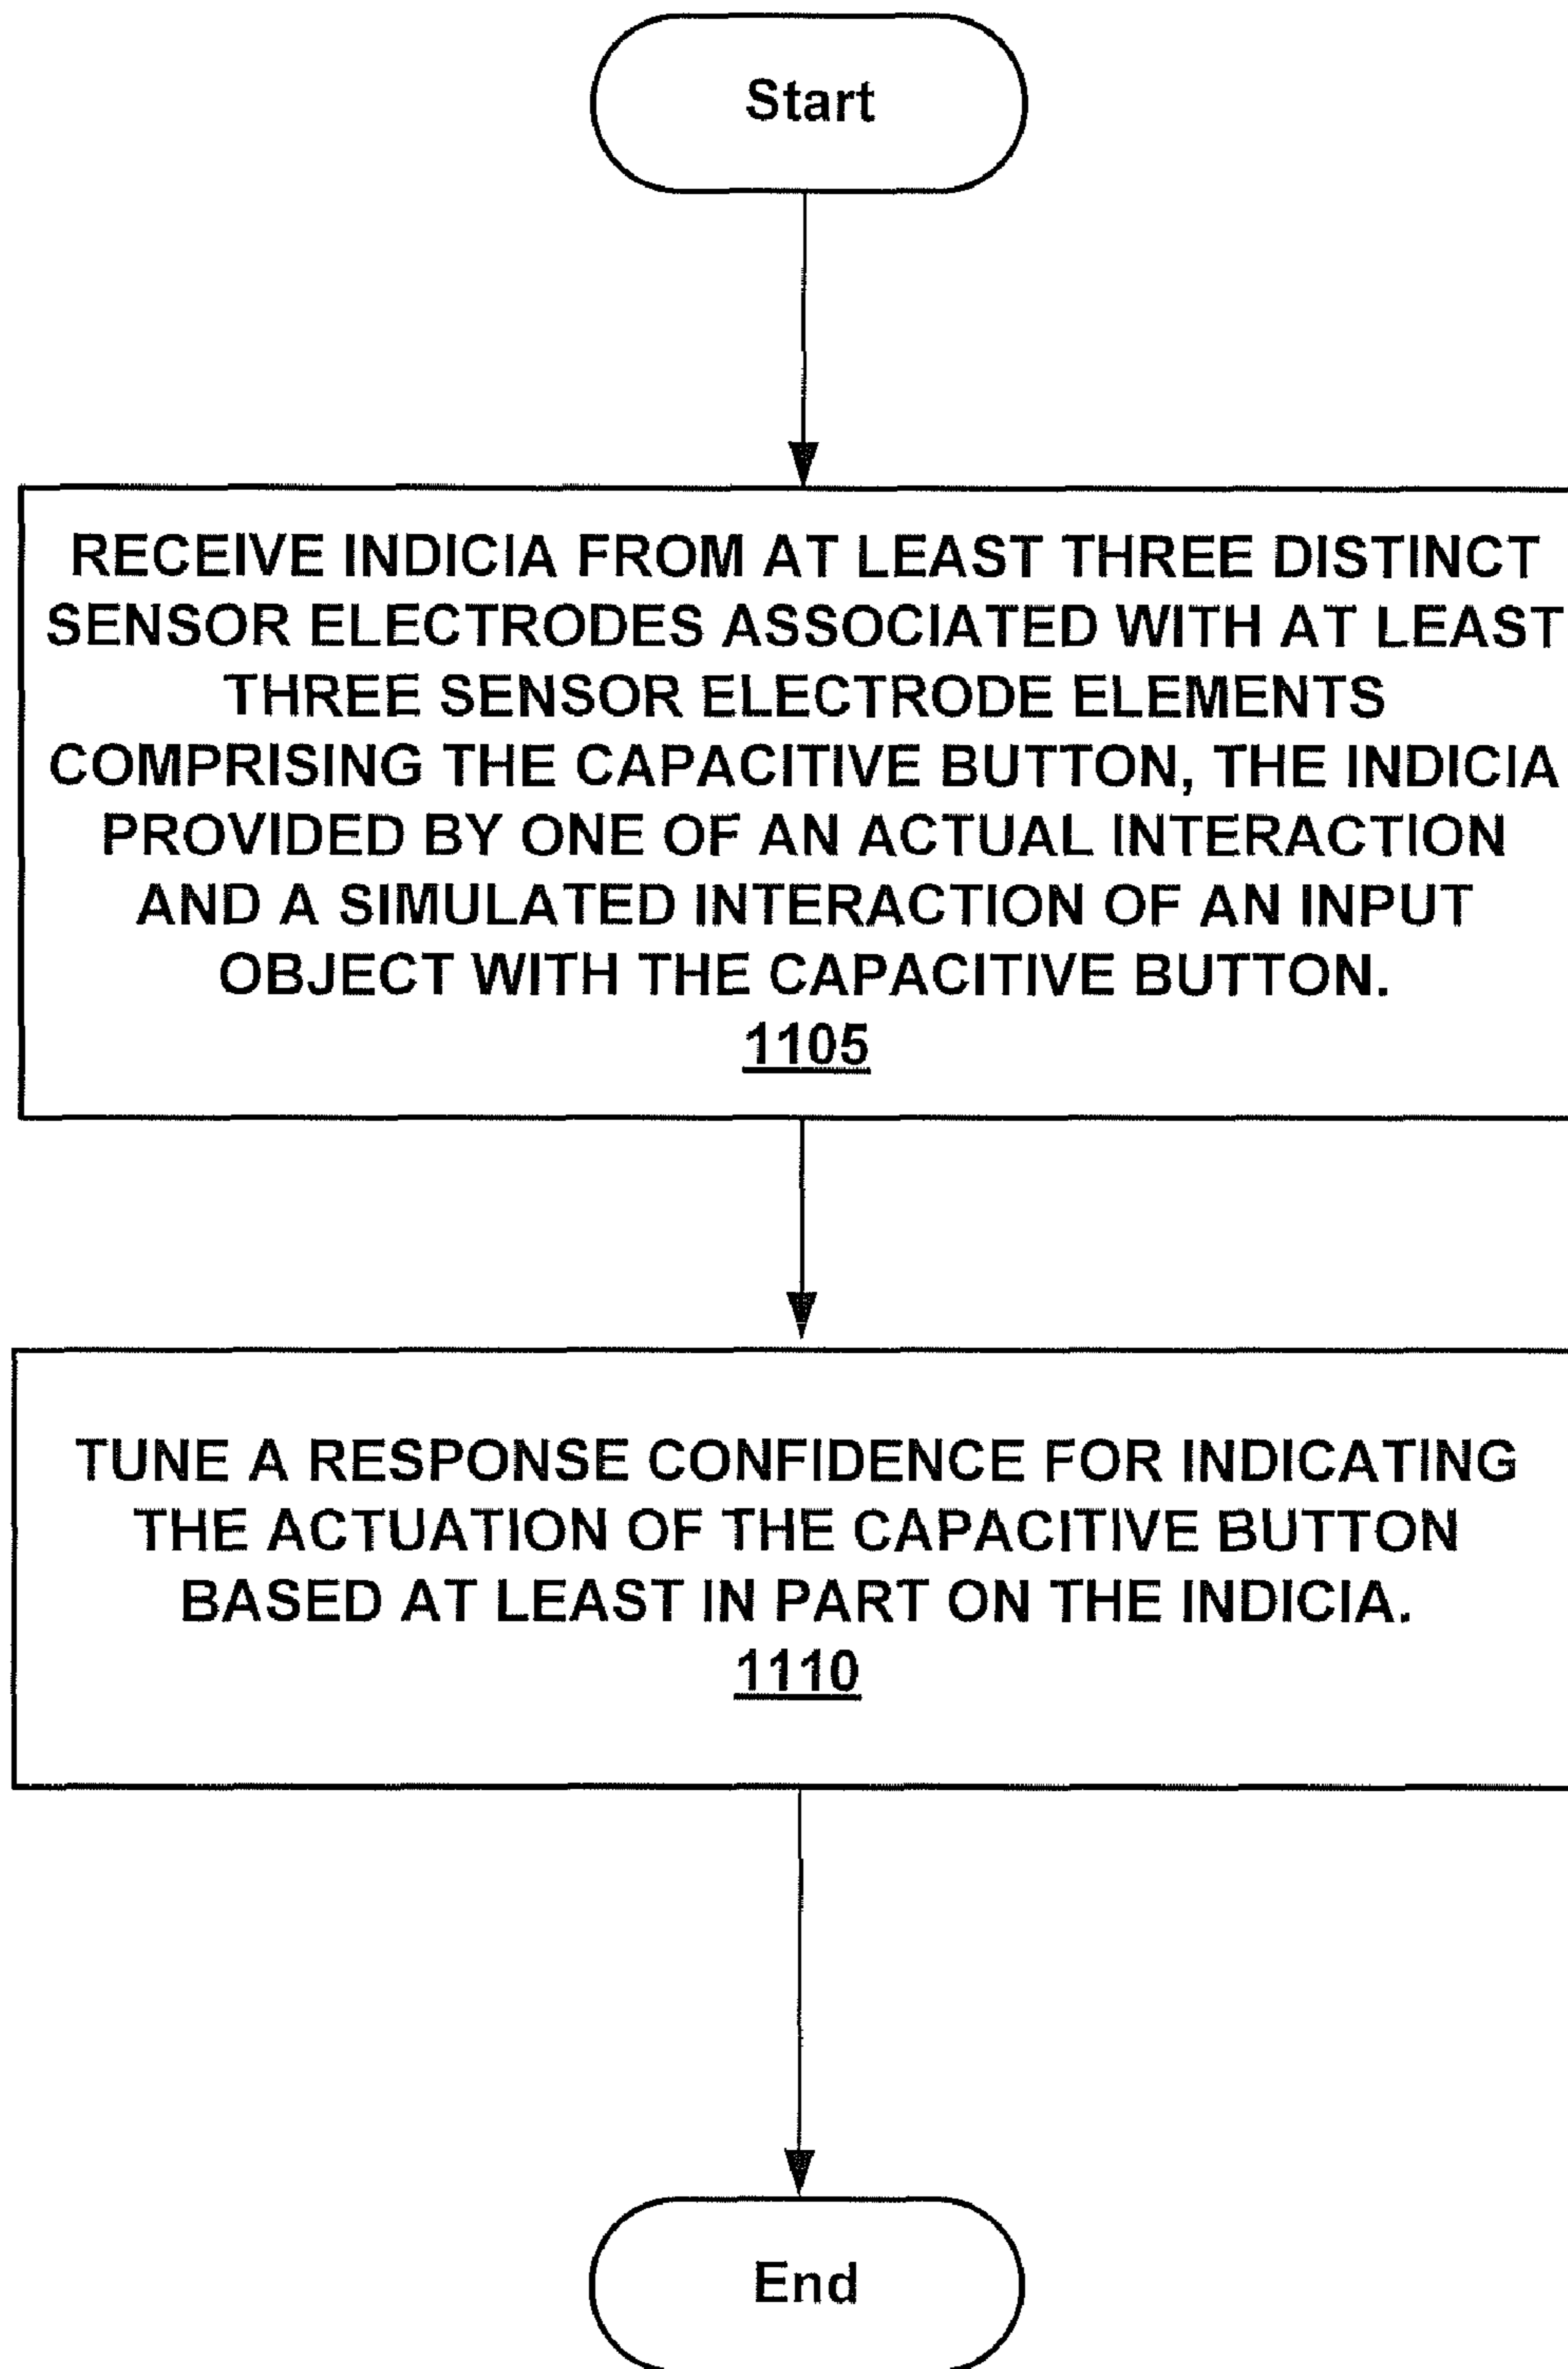 Start
RECEIVE INDICIA FROM AT LEAST THREE DISTINCT
SENSOR ELECTRODES ASSOCIATED WITH AT LEAST
THREE SENSOR ELECTRODE ELEMENTS
COMPRISING THE CAPACITIVE BUTTON, THE INDICIA
PROVIDED BY ONE OF AN ACTUAL INTERACTION
AND A SIMULATED INTERACTION OF AN INPUT
OBJECT WITH THE CAPACITIVE BUTTON.
1105
TUNE A RESPONSE CONFIDENCE FOR INDICATING
THE ACTUATION OF THE CAPACITIVE BUTTON
BASED AT LEAST IN PART ON THE INDICIA.
1110
End